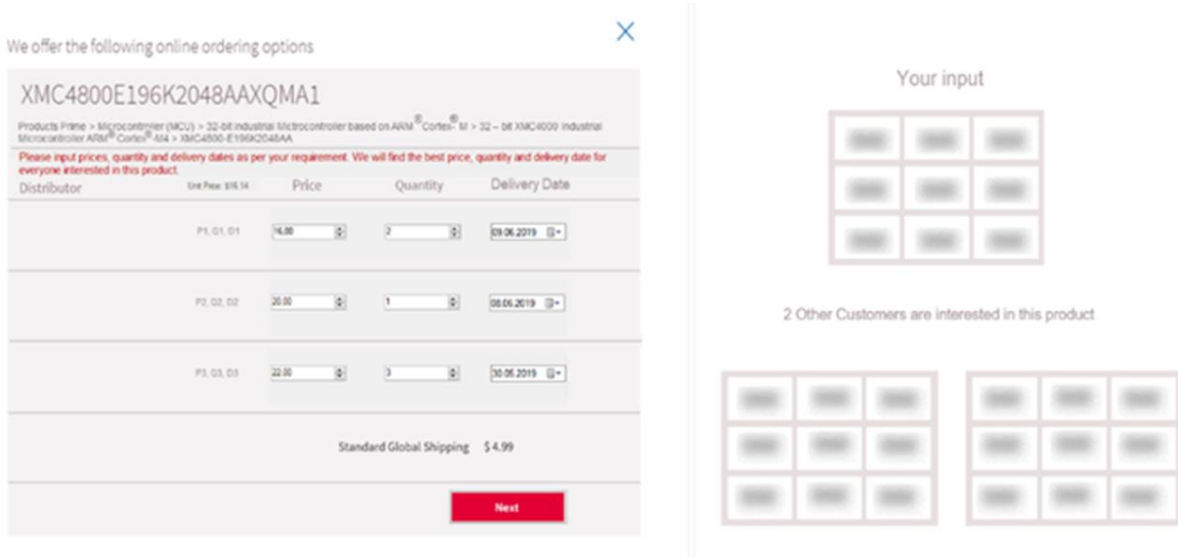 We offer the following online ordering options
XMC4800E196K2048AAXQMA1
Products Prime > Microcontroller (MCU) > 32-bit Industrial Mictrocontroller based on ARM® Cortex®- M > 32 – bit XMC4000 Industrial
Microcontroller ARM® Cortex®-M4 > XMC4800-E196K2048AA
Please input prices, quantity and delivery dates as per your requirement. We will find the best price, quantity and delivery date for
everyone interested in this product.
Distributor Unit Price: $16.14 Price Quantity Delivery Date
P1, Q1, D1 16.00 2 09.06.2019
P2, Q2, D2 20.00 1 08.06.2019
P3, Q3, D3 22.00 3 30.05.2019
Standard Global Shipping $4.99
Next
Your input
2 Other Customers are interested in this product